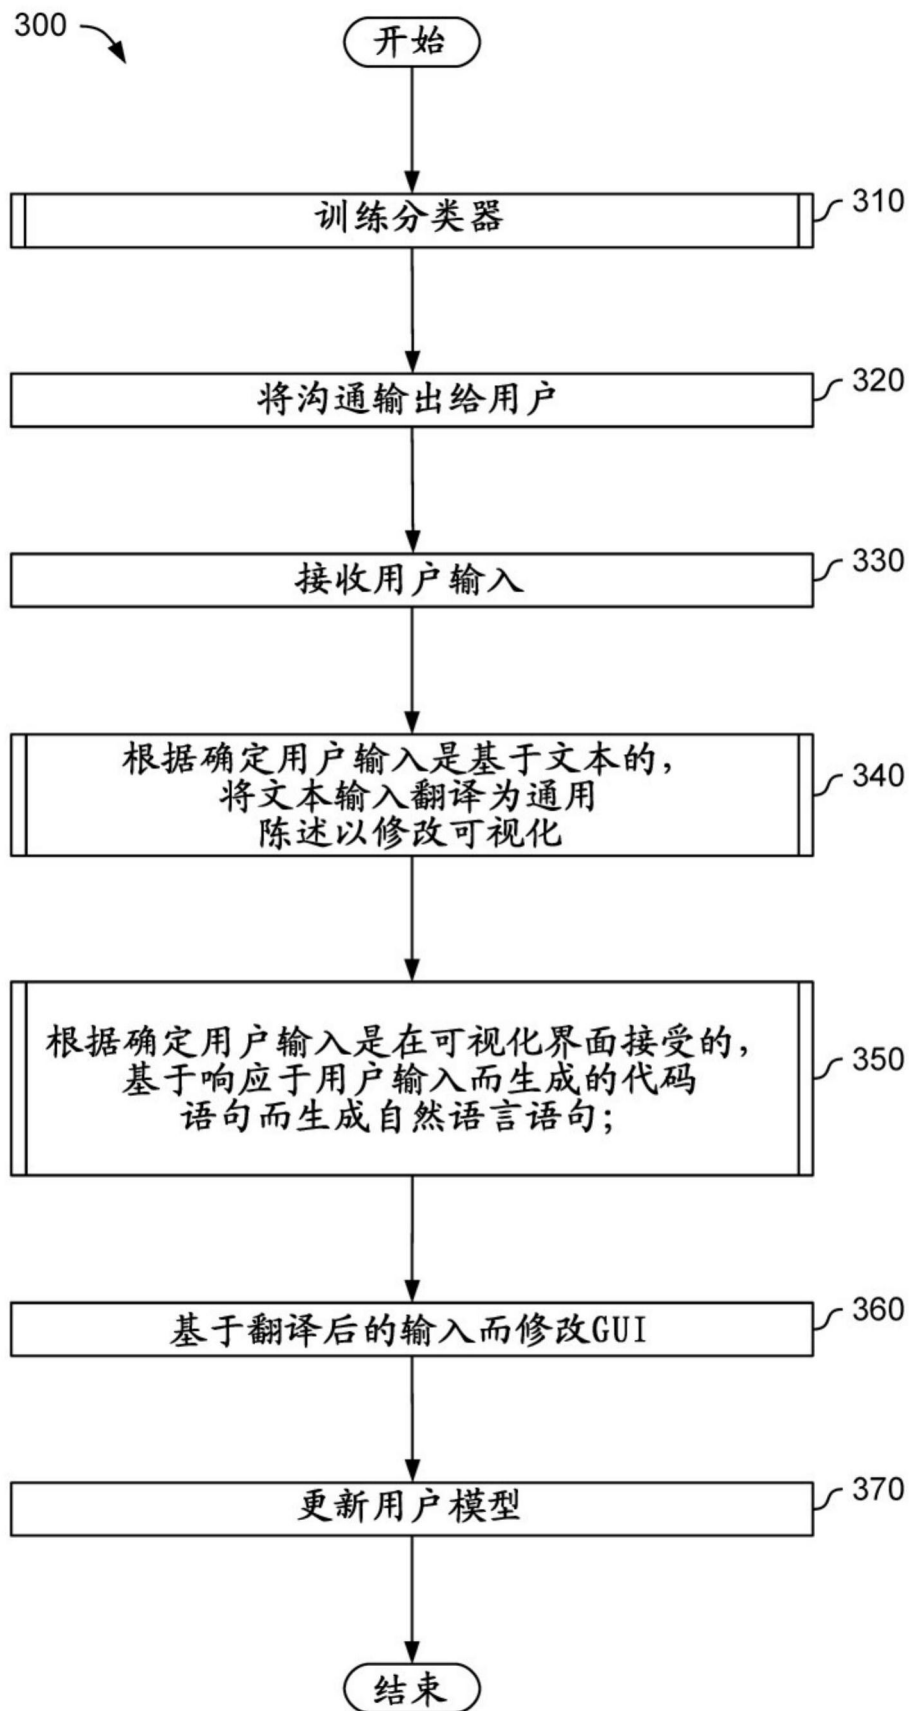 300
开始
训练分类器
310
将沟通输出给用户
320
接收用户输入
330
根据确定用户输入是基于文本的,
将文本输入翻译为通用
陈述以修改可视化
340
根据确定用户输入是在可视化界面接受的,
基于响应于用户输入而生成的代码
语句而生成自然语言语句;
350
基于翻译后的输入而修改GUI
360
更新用户模型
370
结束